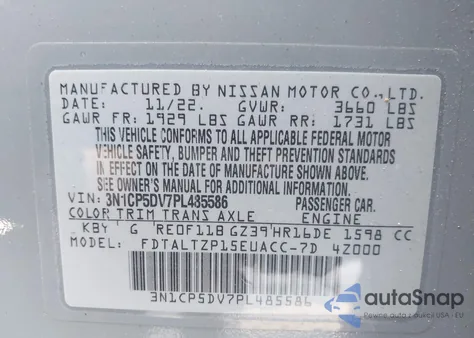 MANUFACTURED BY NISSAN MOTOR CO., LTD.
DATE: 11/22. GVWR: 3660 LBS
GAWR FR: 1929 LBS GAWR RR: 1731 LBS
THIS VEHICLE CONFORMS TO ALL APPLICABLE FEDERAL MOTOR
VEHICLE SAFETY, BUMPER AND THEFT PREVENTION STANDARDS
IN EFFECT ON THE DATE OF MANUFACTURE SHOWN ABOVE.
SEE OWNER'S MANUAL FOR ADDITIONAL INFORMATION.
VIN: 3N1CP5DV7PL485586 PASSENGER CAR.
COLOR TRIM TRANS AXLE ENGINE
KBY G RE0F11B GZ39 HR16DE 1598 CC
MODEL: FDTALTZP15EUACC-7D 4Z000
3N1CP5DV7PL485586
autoSnap